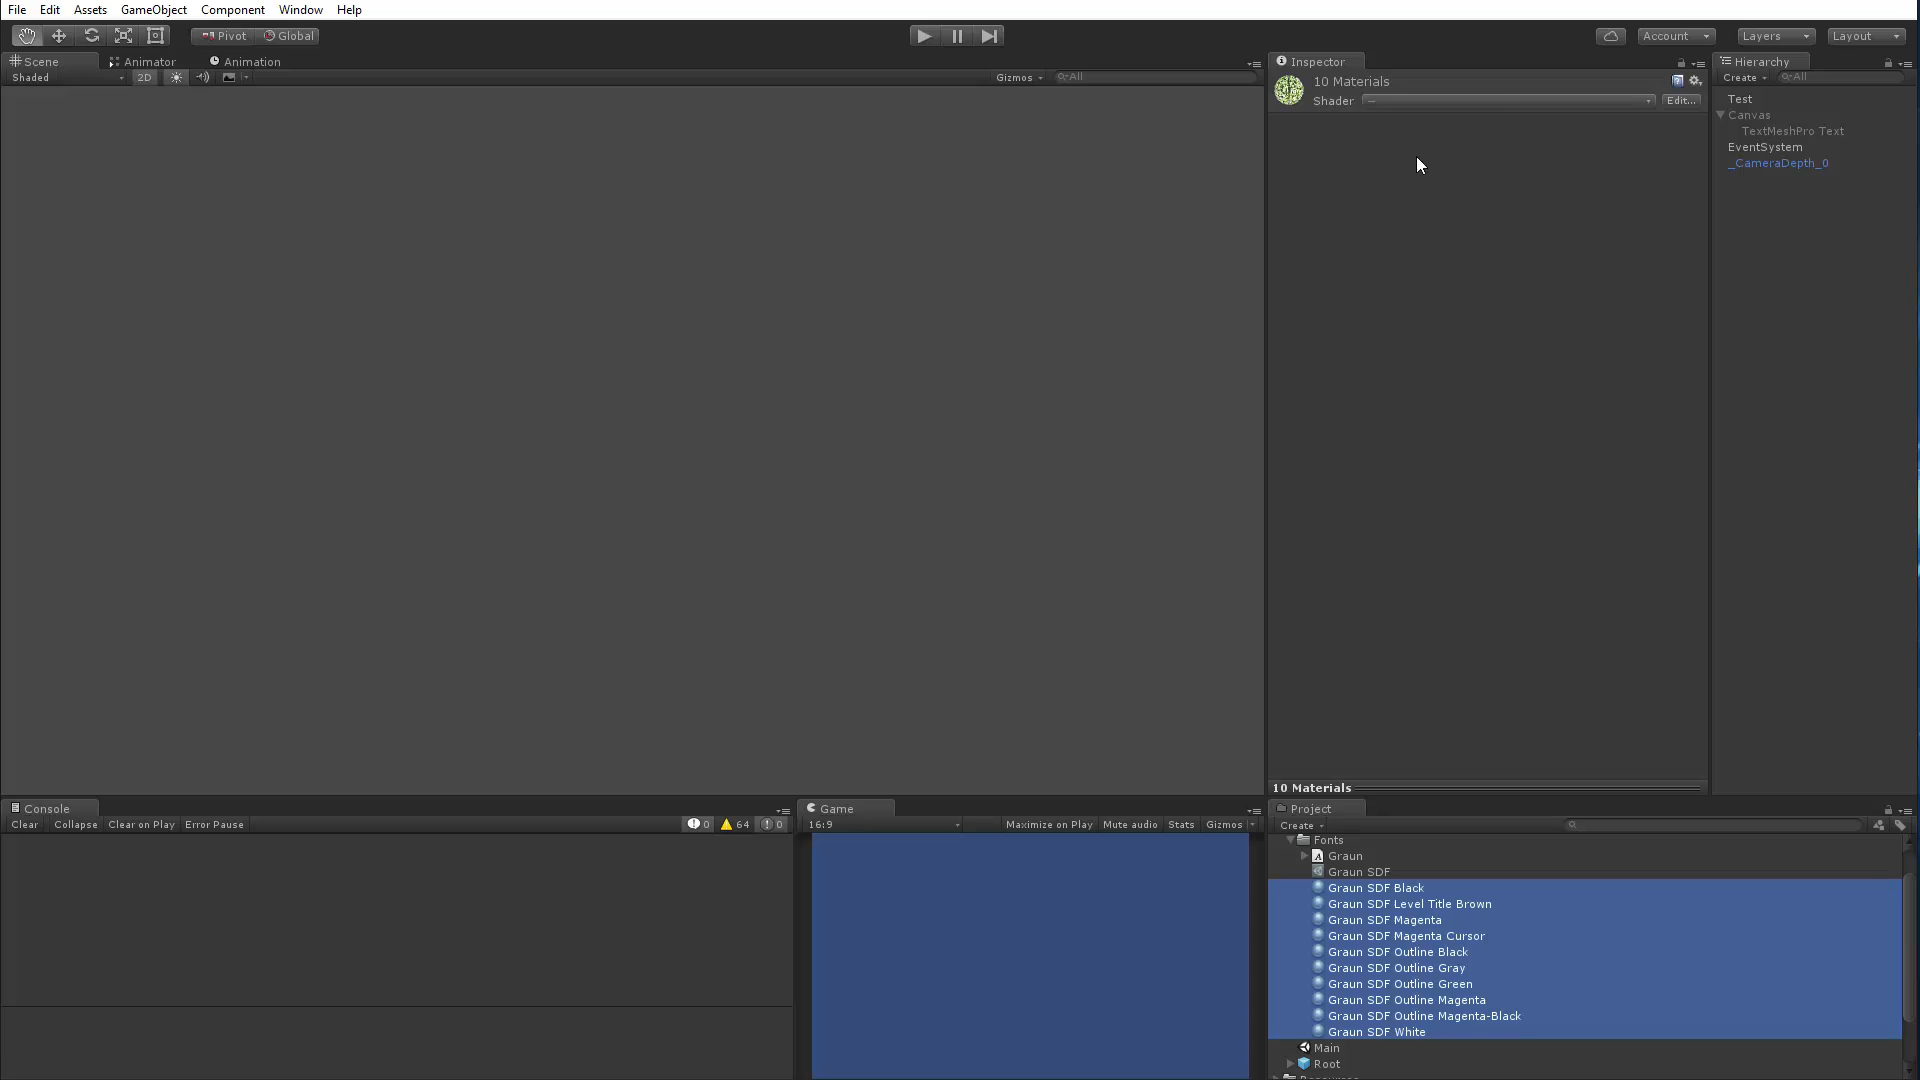 File Edit Assets GameObject Component Window Help
Pivot Global Account Layers Layout
Scene Animator Animation
Shaded 2D Gizmos All
Inspector
10 Materials
Shader — Edit...
Hierarchy
Create All
Test
Canvas
TextMeshPro Text
EventSystem
_CameraDepth_0
10 Materials
Console
Clear Collapse Clear on Play Error Pause 0 64 0
Game
16:9 Maximize on Play Mute audio Stats Gizmos
Project
Create
Fonts
Graun
Graun SDF
Graun SDF Black
Graun SDF Level Title Brown
Graun SDF Magenta
Graun SDF Magenta Cursor
Graun SDF Outline Black
Graun SDF Outline Gray
Graun SDF Outline Green
Graun SDF Outline Magenta
Graun SDF Outline Magenta-Black
Graun SDF White
Main
Root